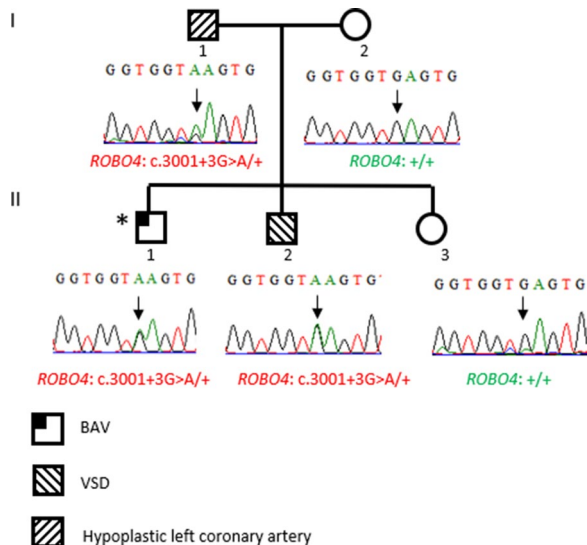 I
1
2
G G T G G T A A G T G
G G T G G T G A G T G
ROBO4: c.3001+3G>A/+
ROBO4: +/+
II
*
1
2
3
G G T G G T A A G T G
G G T G G T A A G T G'
G G T G G T G A G T G
ROBO4: c.3001+3G>A/+
ROBO4: c.3001+3G>A/+
ROBO4: +/+
BAV
VSD
Hypoplastic left coronary artery